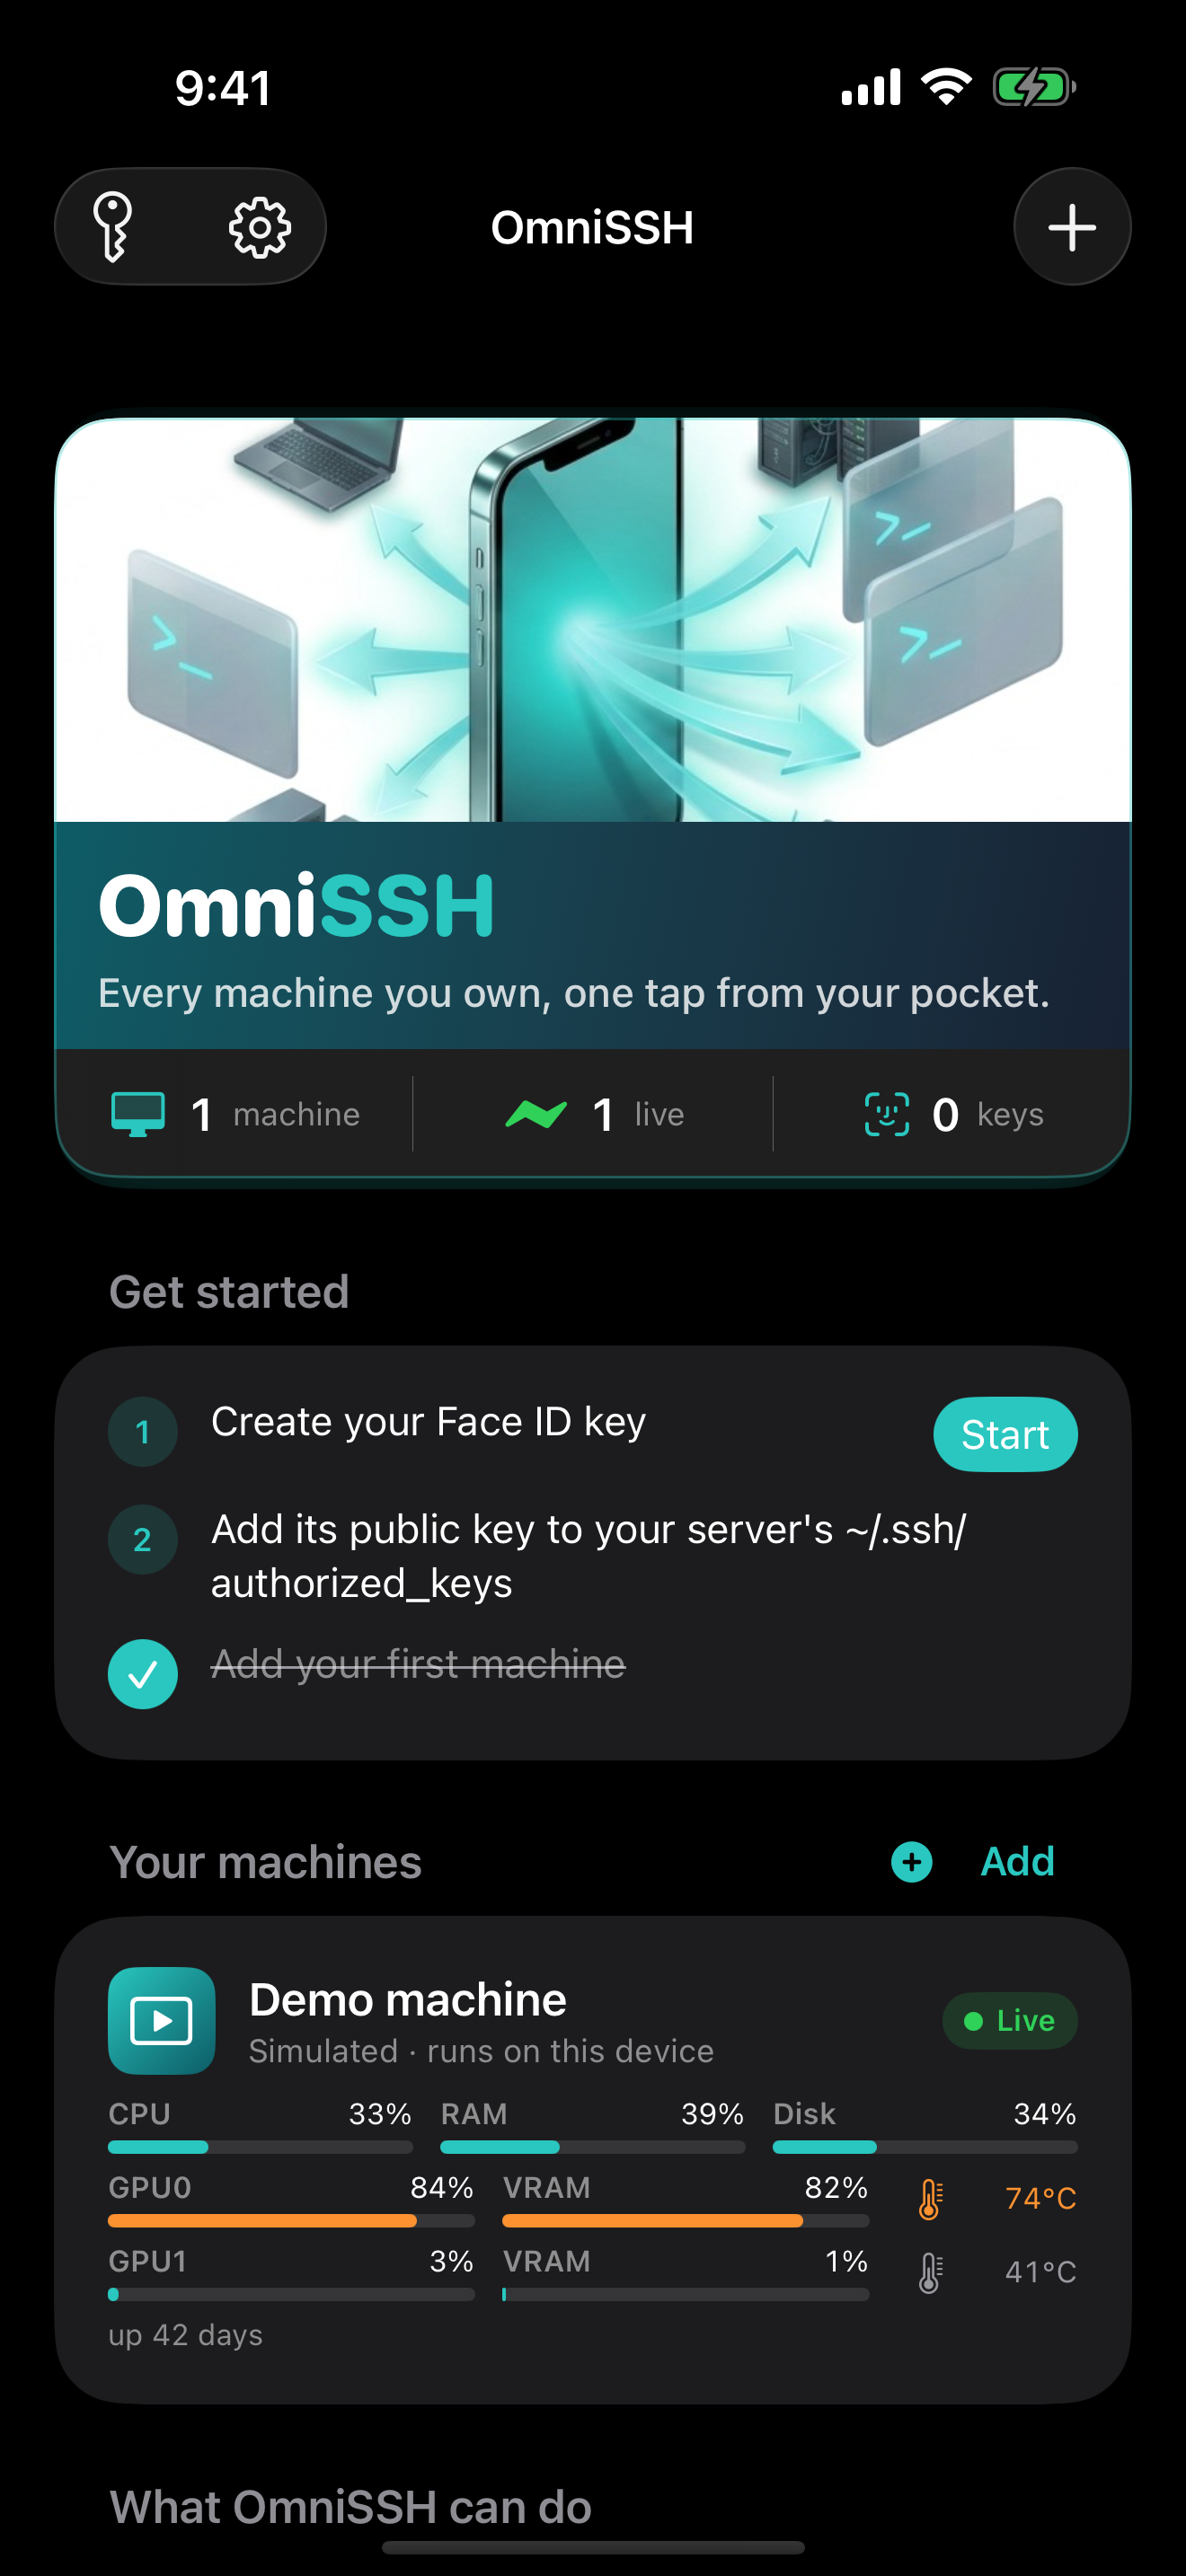 9:41
OmniSSH
>_
>_
>_
OmniSSH
Every machine you own, one tap from your pocket.
1 machine
1 live
0 keys
Get started
1 Create your Face ID key
Start
2 Add its public key to your server's ~/.ssh/
authorized_keys
Add your first machine
Your machines
Add
Demo machine
Simulated · runs on this device
Live
CPU 33% RAM 39% Disk 34%
GPU0 84% VRAM 82% 74°C
GPU1 3% VRAM 1% 41°C
up 42 days
What OmniSSH can do